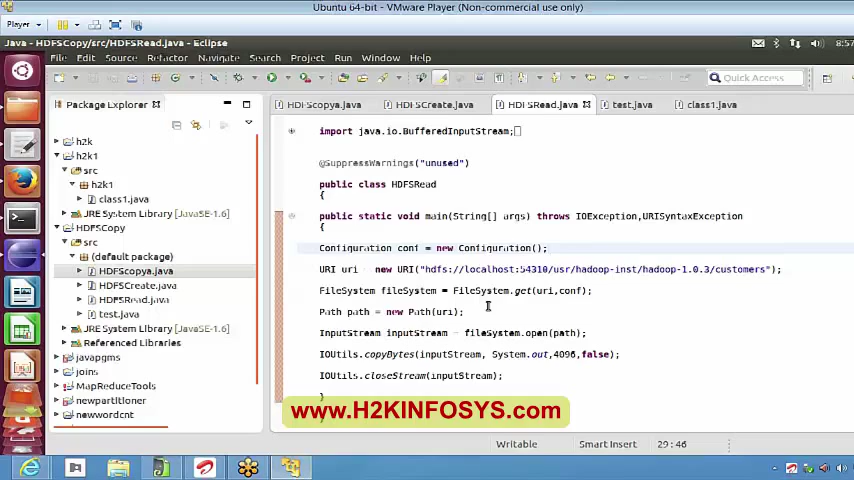 Ubuntu 64-bit - VMware Player (Non-commercial use only)
Player
Java - HDFSCopy/src/HDFSRead.java - Eclipse
8:57
File Edit Source Refactor Navigate Search Project Run Window Help
Quick Access
Package Explorer
HDFScopya.java
HDFSCreate.java
HDFSRead.java
test.java
class1.java
h2k
h2k1
src
h2k1
class1.java
JRE System Library [JavaSE-1.6]
HDFSCopy
src
(default package)
HDFScopya.java
HDFSCreate.java
HDFSRead.java
test.java
JRE System Library [JavaSE-1.6]
Referenced Libraries
javapgms
joins
MapReduceTools
newpartitioner
newwordcnt
import java.io.BufferedInputStream;
@SuppressWarnings("unused")
public class HDFSRead
{
public static void main(String[] args) throws IOException,URISyntaxException
{
Configuration conf = new Configuration();
URI uri = new URI("hdfs://localhost:54310/usr/hadoop-inst/hadoop-1.0.3/customers");
FileSystem fileSystem = FileSystem.get(uri,conf);
Path path = new Path(uri);
InputStream inputStream = fileSystem.open(path);
IOUtils.copyBytes(inputStream, System.out,4096,false);
IOUtils.closeStream(inputStream);
}
www.H2KINFOSYS.com
Writable
Smart Insert
29 : 46